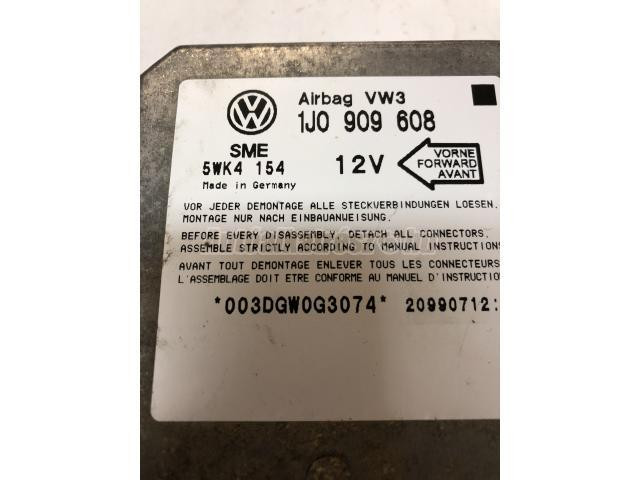 Airbag VW3
1J0 909 608
SME
5WK4 154
12V
VORNE
FORWARD
AVANT
Made in Germany
VOR JEDER DEMONTAGE ALLE STECKVERBINDUNGEN LOESEN.
MONTAGE NUR NACH EINBAUANWEISUNG.
BEFORE EVERY DISASSEMBLY, DETACH ALL CONNECTORS.
ASSEMBLE STRICTLY ACCORDING TO MANUAL INSTRUCTIONS
AVANT TOUT DEMONTAGE ENLEVER TOUS LES CONNECTEURS
L'ASSEMBLAGE DOIT ETRE CONFORME AU MANUEL D'INSTRUCTION
*003DGW0G3074* 20990712: